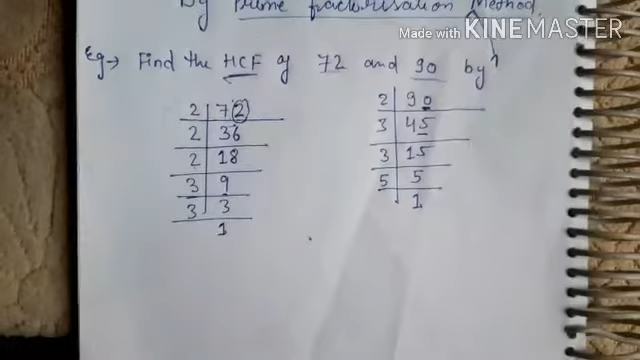 By Prime factorisation Method
Made with KINEMASTER
Eg→ Find the HCF of 72 and 90 by
2 | 72
2 | 36
2 | 18
3 | 9
3 | 3
1
2 | 90
3 | 45
3 | 15
5 | 5
1